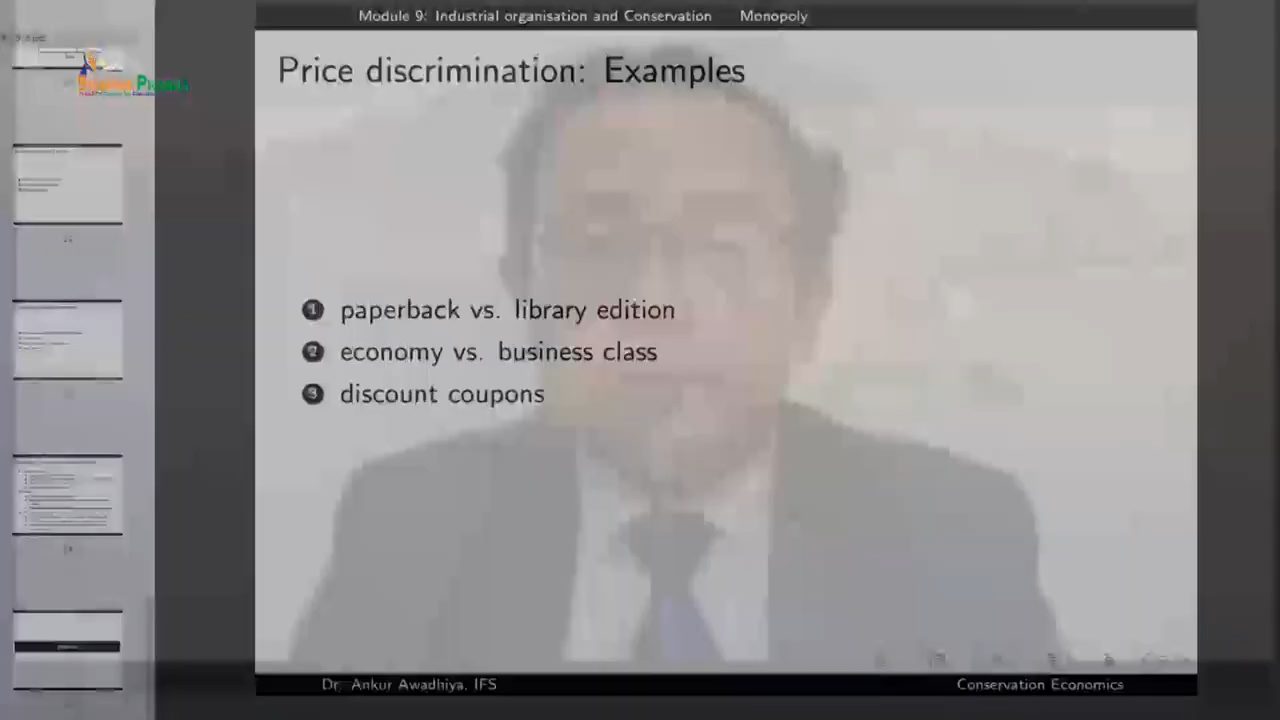 Module 9: Industrial organisation and Conservation Monopoly
Price discrimination: Examples
1 paperback vs. library edition
2 economy vs. business class
3 discount coupons
Dr. Ankur Awadhiya, IFS
Conservation Economics